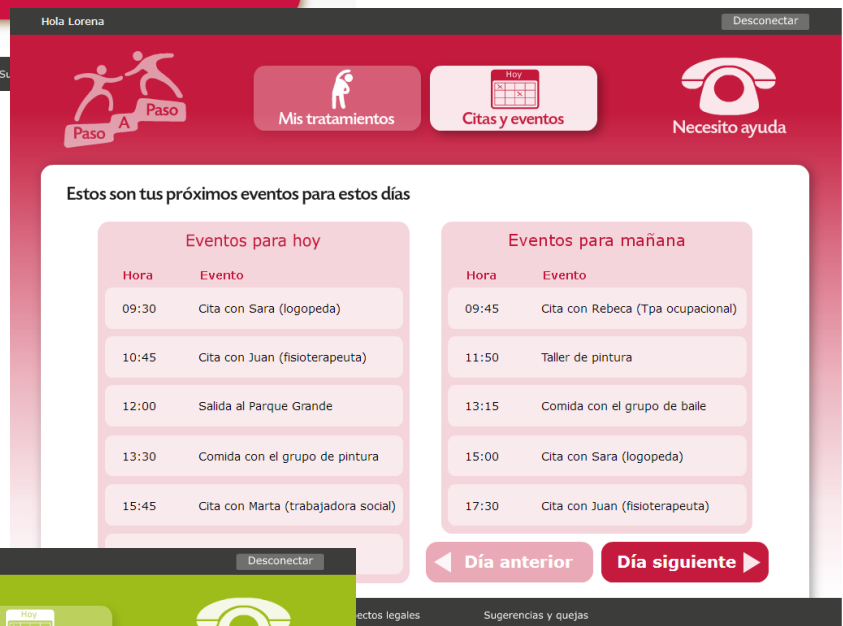 Hola Lorena
Desconectar
Su
Paso A Paso
Hoy
Mis tratamientos
Citas y eventos
Necesito ayuda
Estos son tus próximos eventos para estos días
Eventos para hoy
Hora Evento
09:30 Cita con Sara (logopeda)
10:45 Cita con Juan (fisioterapeuta)
12:00 Salida al Parque Grande
13:30 Comida con el grupo de pintura
15:45 Cita con Marta (trabajadora social)
Eventos para mañana
Hora Evento
09:45 Cita con Rebeca (Tpa ocupacional)
11:50 Taller de pintura
13:15 Comida con el grupo de baile
15:00 Cita con Sara (logopeda)
17:30 Cita con Juan (fisioterapeuta)
Día anterior
Día siguiente
Desconectar
Hoy
ectos legales
Sugerencias y quejas